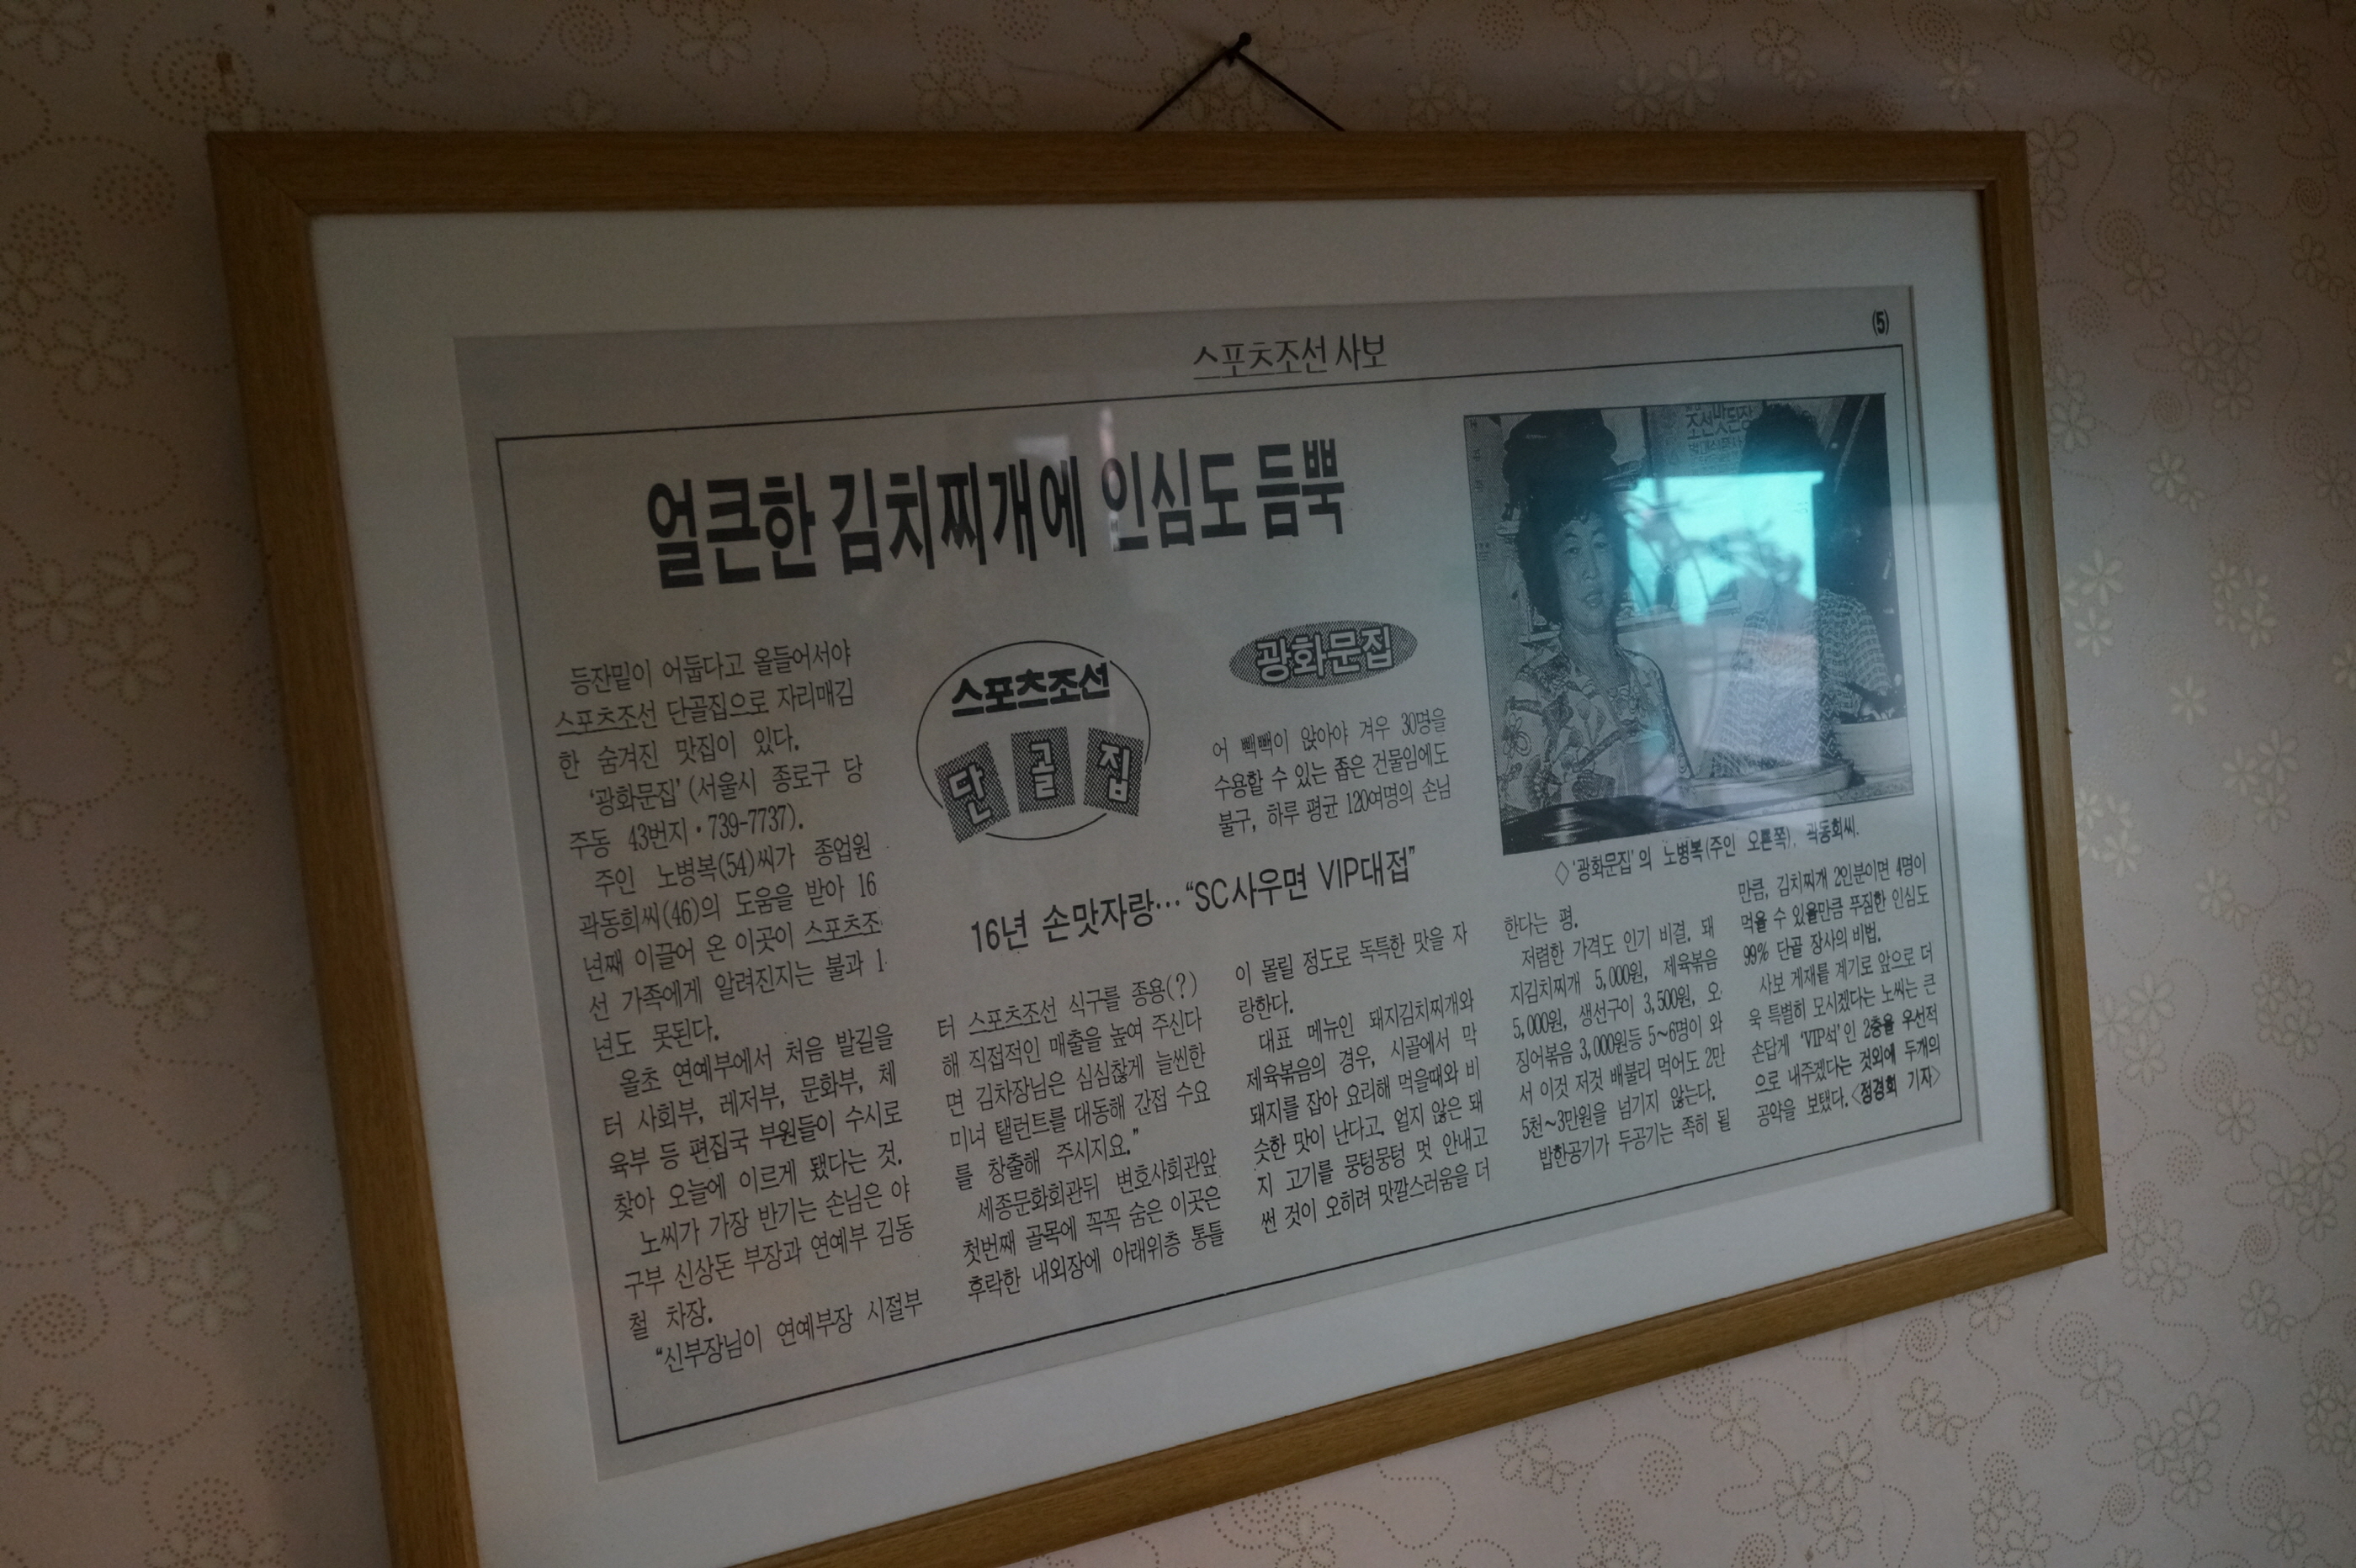 스포츠조선 사보
(5)
얼큰한 김치찌개에 인심도 듬뿍
등잔밑이 어둡다고 올들어서야
스포츠조선 단골집으로 자리매김
한 숨겨진 맛집이 있다.
'광화문집' (서울시 종로구 당
주동 43번지·739-7737).
주인 노병복(54)씨가 종업원
곽동희씨(46)의 도움을 받아 16
년째 이끌어 온 이곳이 스포츠조
선 가족에게 알려진지는 불과 1
년도 못된다.
올초 연예부에서 처음 발길을
터 사회부, 레저부, 문화부, 체
육부 등 편집국 부원들이 수시로
찾아 오늘에 이르게 됐다는 것.
노씨가 가장 반기는 손님은 야
구부 신상돈 부장과 연예부 김동
철 차장.
"신부장님이 연예부장 시절부
스포츠조선
단골집
광화문집
16년 손맛자랑…"SC사우면 VIP대접"
터 스포츠조선 식구를 종용(?)
해 직접적인 매출을 높여 주신다
면 김차장님은 심심찮게 늘씬한
미녀 탤런트를 대동해 간접 수요
를 창출해 주시지요."
세종문화회관뒤 변호사회관앞
첫번째 골목에 꼭꼭 숨은 이곳은
후락한 내외장에 아래위층 통틀
어 빽빽이 앉아야 겨우 30명을
수용할 수 있는 좁은 건물임에도
불구, 하루 평균 120여명의 손님
이 몰릴 정도로 독특한 맛을 자
랑한다.
대표 메뉴인 돼지김치찌개와
제육볶음의 경우, 시골에서 막
돼지를 잡아 요리해 먹을때와 비
슷한 맛이 난다고. 얼지 않은 돼
지 고기를 뭉텅뭉텅 멋 안내고
썬 것이 오히려 맛깔스러움을 더
조선맛된장
◇'광화문집'의 노병복(주인 오른쪽), 곽동희씨.
한다는 평.
저렴한 가격도 인기 비결. 돼
지김치찌개 5,000원, 제육볶음
5,000원, 생선구이 3,500원, 오
징어볶음 3,000원등 5~6명이 와
서 이것 저것 배불리 먹어도 2만
5천~3만원을 넘기지 않는다.
밥한공기가 두공기는 족히 될
만큼, 김치찌개 2인분이면 4명이
먹을 수 있을만큼 푸짐한 인심도
99% 단골 장사의 비법.
사보 게재를 계기로 앞으로 더
욱 특별히 모시겠다는 노씨는 큰
손답게 'VIP석'인 2층을 우선적
으로 내주겠다는 것외에 두개의
공약을 보탰다. <정경희 기자>